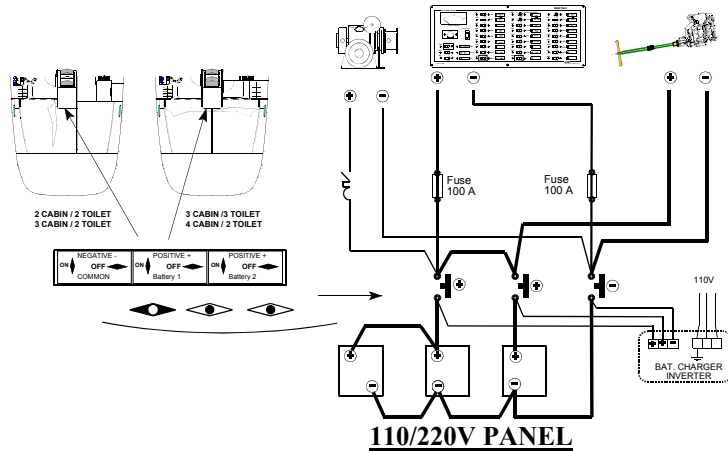 Fuse
100 A
Fuse
100 A
2 CABIN / 2 TOILET
3 CABIN / 2 TOILET
3 CABIN /3 TOILET
4 CABIN / 2 TOILET
NEGATIVE -
ON OFF
COMMON
POSITIVE +
ON OFF
Battery 1
POSITIVE +
ON OFF
Battery 2
110V
BAT. CHARGER
INVERTER
110/220V PANEL